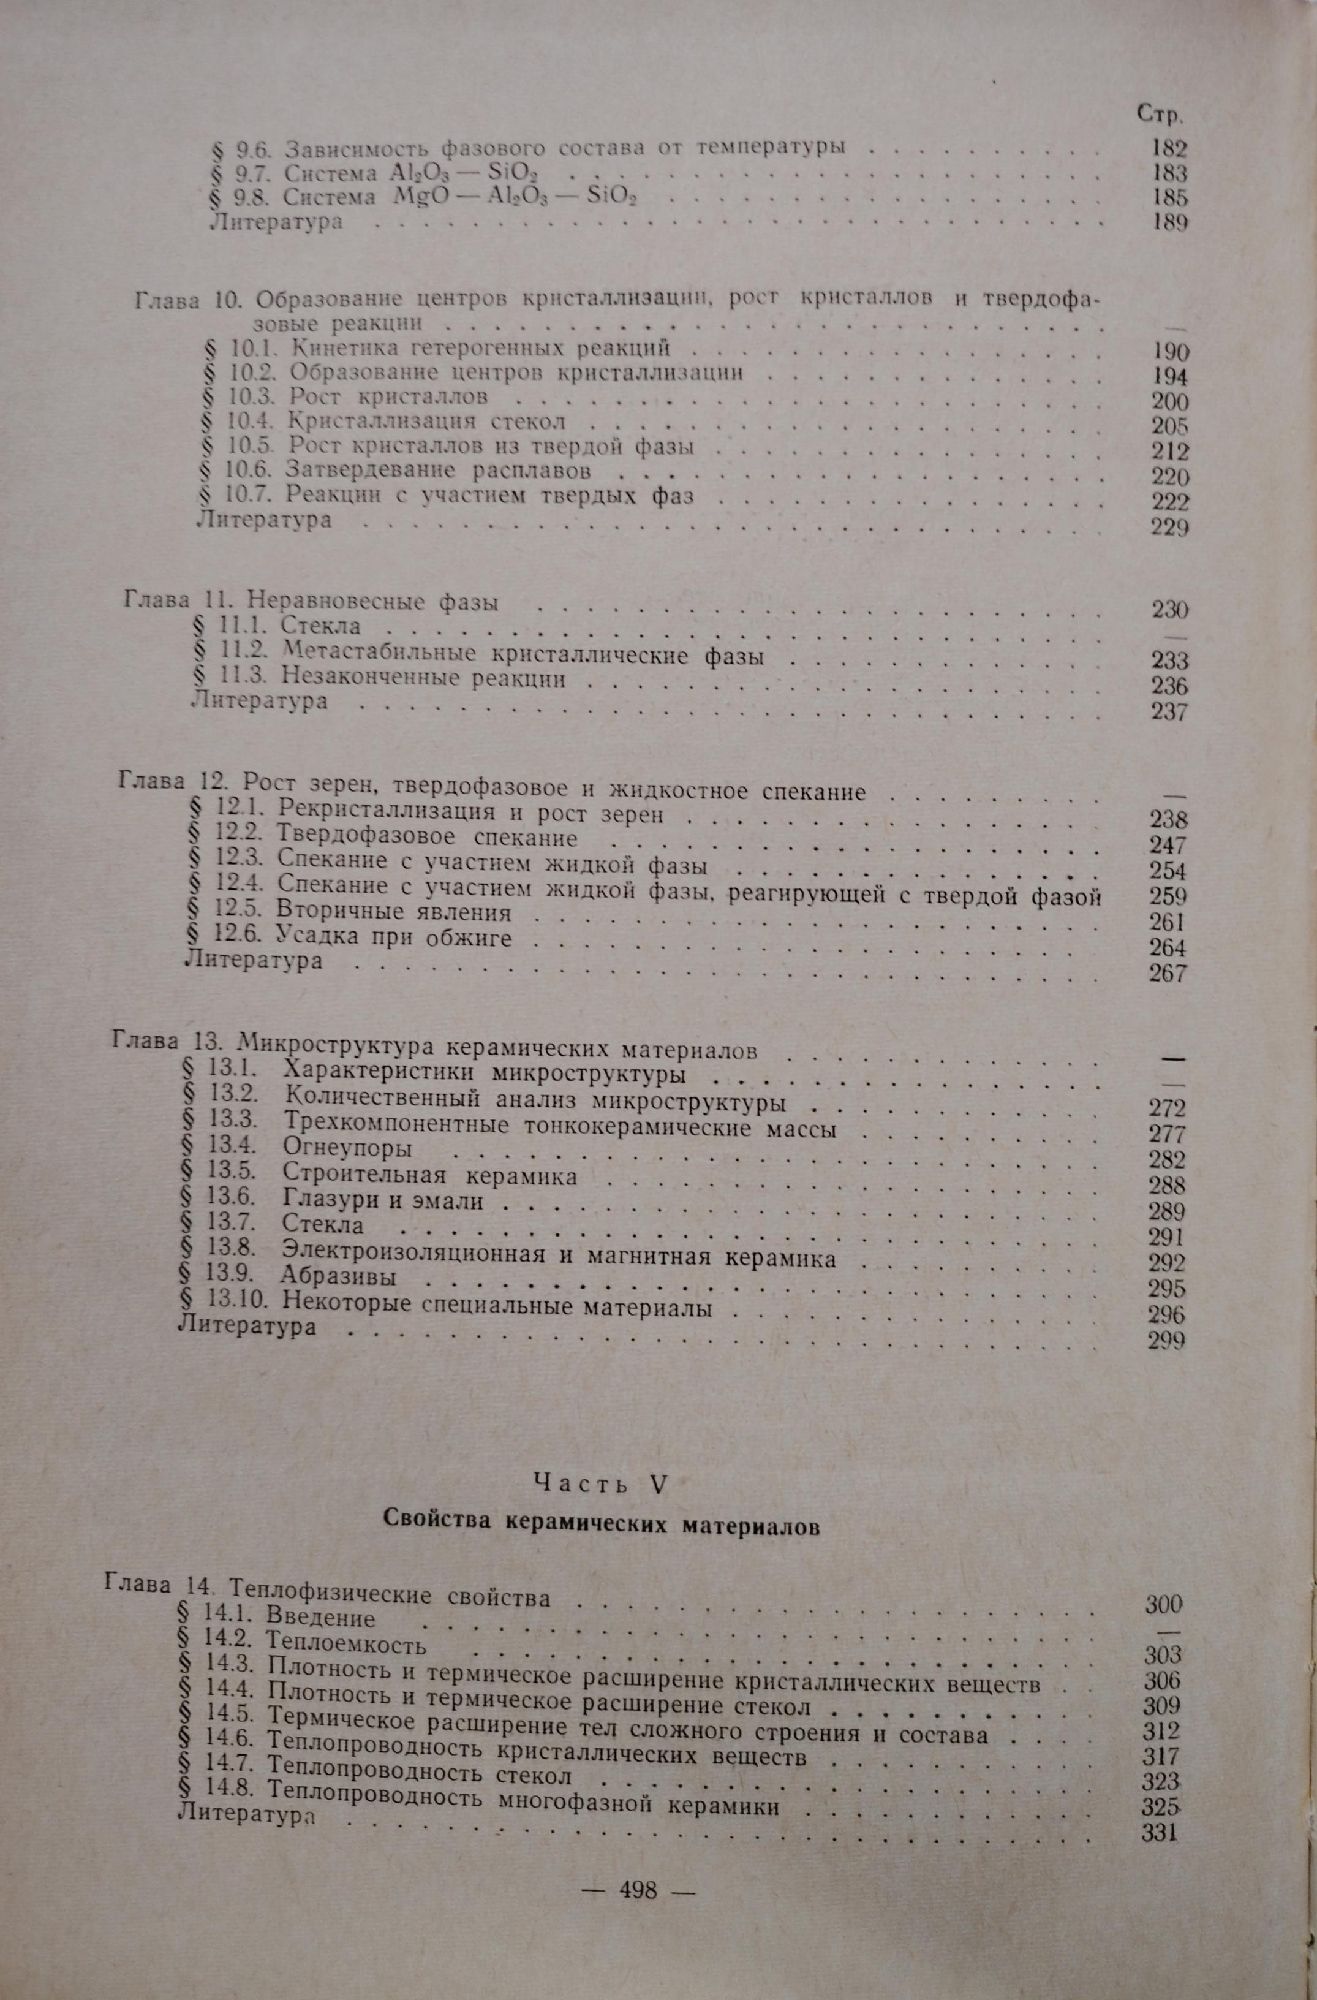 Стр.
§ 9.6. Зависимость фазового состава от температуры . . . . . . . . . . 182
§ 9.7. Система Al₂O₃ — SiO₂ . . . . . . . . . . 183
§ 9.8. Система MgO — Al₂O₃ — SiO₂ . . . . . . . . . . 185
Литература . . . . . . . . . . 189
Глава 10. Образование центров кристаллизации, рост кристаллов и твердофа-
зовые реакции . . . . . . . . . . —
§ 10.1. Кинетика гетерогенных реакций . . . . . . . . . . 190
§ 10.2. Образование центров кристаллизации . . . . . . . . . . 194
§ 10.3. Рост кристаллов . . . . . . . . . . 200
§ 10.4. Кристаллизация стекол . . . . . . . . . . 205
§ 10.5. Рост кристаллов из твердой фазы . . . . . . . . . . 212
§ 10.6. Затвердевание расплавов . . . . . . . . . . 220
§ 10.7. Реакции с участием твердых фаз . . . . . . . . . . 222
Литература . . . . . . . . . . 229
Глава 11. Неравновесные фазы . . . . . . . . . . 230
§ 11.1. Стекла . . . . . . . . . . —
§ 11.2. Метастабильные кристаллические фазы . . . . . . . . . . 233
§ 11.3. Незаконченные реакции . . . . . . . . . . 236
Литература . . . . . . . . . . 237
Глава 12. Рост зерен, твердофазовое и жидкостное спекание . . . . . . . . . —
§ 12.1. Рекристаллизация и рост зерен . . . . . . . . . . 238
§ 12.2. Твердофазовое спекание . . . . . . . . . . 247
§ 12.3. Спекание с участием жидкой фазы . . . . . . . . . . 254
§ 12.4. Спекание с участием жидкой фазы, реагирующей с твердой фазой 259
§ 12.5. Вторичные явления . . . . . . . . . . 261
§ 12.6. Усадка при обжиге . . . . . . . . . . 264
Литература . . . . . . . . . . 267
Глава 13. Микроструктура керамических материалов . . . . . . . . . . —
§ 13.1. Характеристики микроструктуры . . . . . . . . . . —
§ 13.2. Количественный анализ микроструктуры . . . . . . . . . . 272
§ 13.3. Трехкомпонентные тонкокерамические массы . . . . . . . . . . 277
§ 13.4. Огнеупоры . . . . . . . . . . 282
§ 13.5. Строительная керамика . . . . . . . . . . 288
§ 13.6. Глазури и эмали . . . . . . . . . . 289
§ 13.7. Стекла . . . . . . . . . . 291
§ 13.8. Электроизоляционная и магнитная керамика . . . . . . . . . . 292
§ 13.9. Абразивы . . . . . . . . . . 295
§ 13.10. Некоторые специальные материалы . . . . . . . . . . 296
Литература . . . . . . . . . . 299
Часть V
Свойства керамических материалов
Глава 14. Теплофизические свойства . . . . . . . . . . 300
§ 14.1. Введение . . . . . . . . . . —
§ 14.2. Теплоемкость . . . . . . . . . . 303
§ 14.3. Плотность и термическое расширение кристаллических веществ . . 306
§ 14.4. Плотность и термическое расширение стекол . . . . . . . . . . 309
§ 14.5. Термическое расширение тел сложного строения и состава . . . . 312
§ 14.6. Теплопроводность кристаллических веществ . . . . . . . . . . 317
§ 14.7. Теплопроводность стекол . . . . . . . . . . 323
§ 14.8. Теплопроводность многофазной керамики . . . . . . . . . . 325
Литература . . . . . . . . . . 331
— 498 —